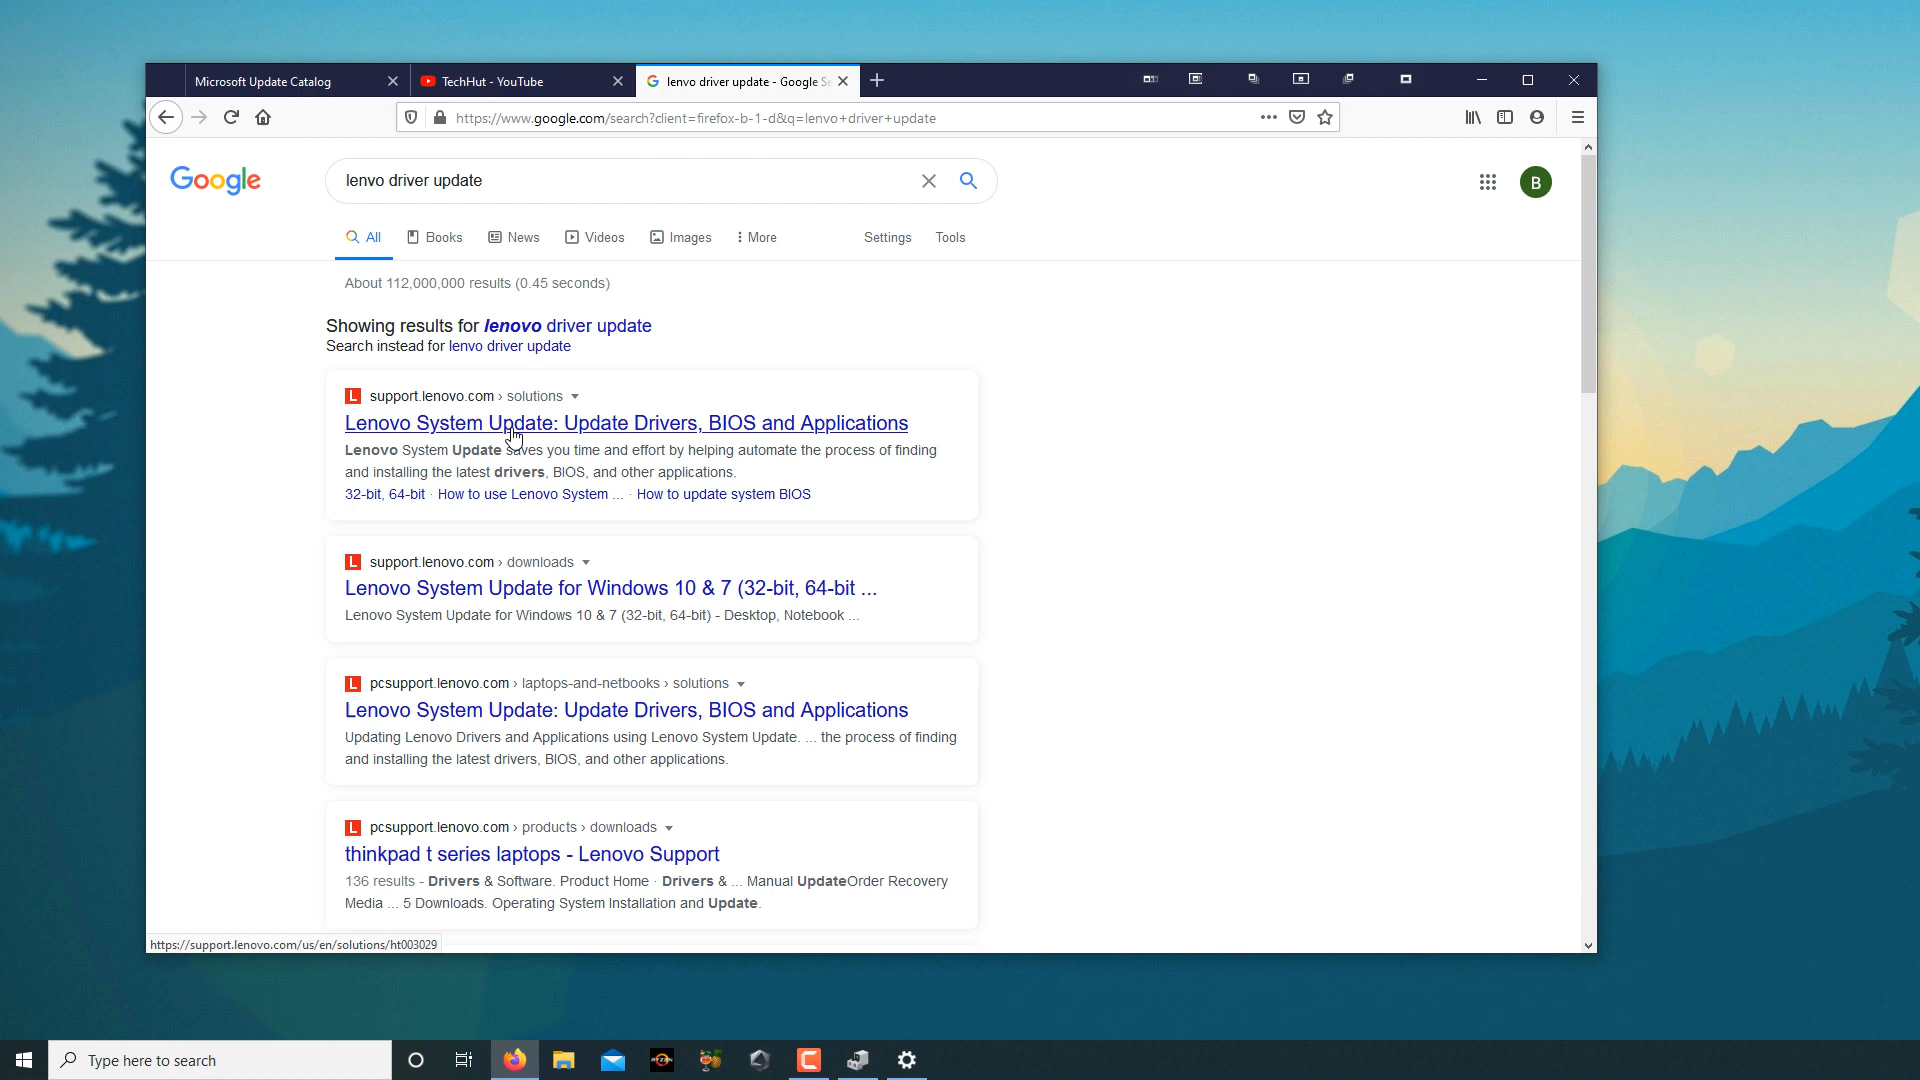 Microsoft Update Catalog
TechHut - YouTube
lenvo driver update - Google Se
https://www.google.com/search?client=firefox-b-1-d&q=lenvo+driver+update
Google
lenvo driver update
B
All
Books
News
Videos
Images
More
Settings
Tools
About 112,000,000 results (0.45 seconds)
Showing results for lenovo driver update
Search instead for lenvo driver update
L support.lenovo.com › solutions
Lenovo System Update: Update Drivers, BIOS and Applications
Lenovo System Update saves you time and effort by helping automate the process of finding
and installing the latest drivers, BIOS, and other applications.
32-bit, 64-bit · How to use Lenovo System ... · How to update system BIOS
L support.lenovo.com › downloads
Lenovo System Update for Windows 10 & 7 (32-bit, 64-bit ...
Lenovo System Update for Windows 10 & 7 (32-bit, 64-bit) - Desktop, Notebook ...
L pcsupport.lenovo.com › laptops-and-netbooks › solutions
Lenovo System Update: Update Drivers, BIOS and Applications
Updating Lenovo Drivers and Applications using Lenovo System Update. ... the process of finding
and installing the latest drivers, BIOS, and other applications.
L pcsupport.lenovo.com › products › downloads
thinkpad t series laptops - Lenovo Support
136 results - Drivers & Software. Product Home · Drivers & ... Manual UpdateOrder Recovery
Media ... 5 Downloads. Operating System Installation and Update.
https://support.lenovo.com/us/en/solutions/ht003029
Type here to search
RYZEN